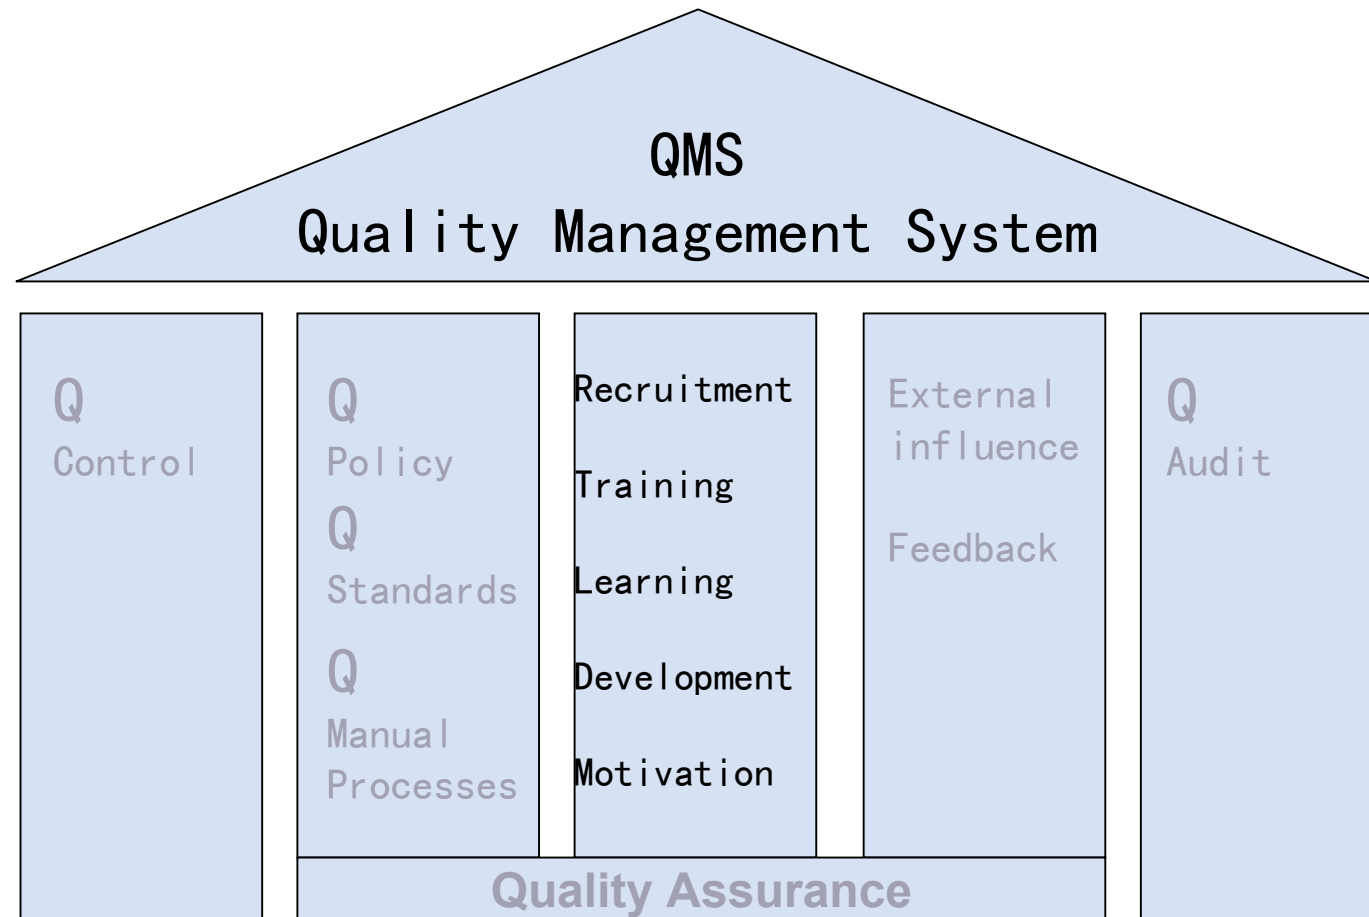 QMS
Quality Management System
Q
Control
Q
Policy
Q
Standards
Q
Manual
Processes
Recruitment
Training
Learning
Development
Motivation
External
influence
Feedback
Q
Audit
Quality Assurance